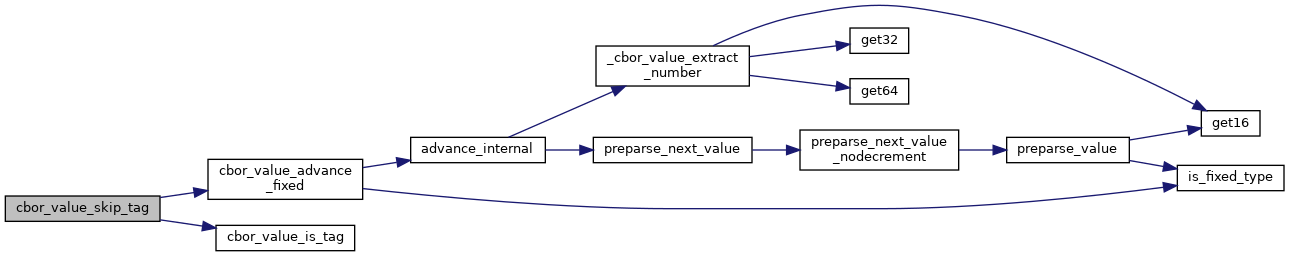 cbor_value_skip_tag
cbor_value_advance
_fixed
cbor_value_is_tag
advance_internal
_cbor_value_extract
_number
get32
get64
preparse_next_value
preparse_next_value
_nodecrement
preparse_value
get16
is_fixed_type